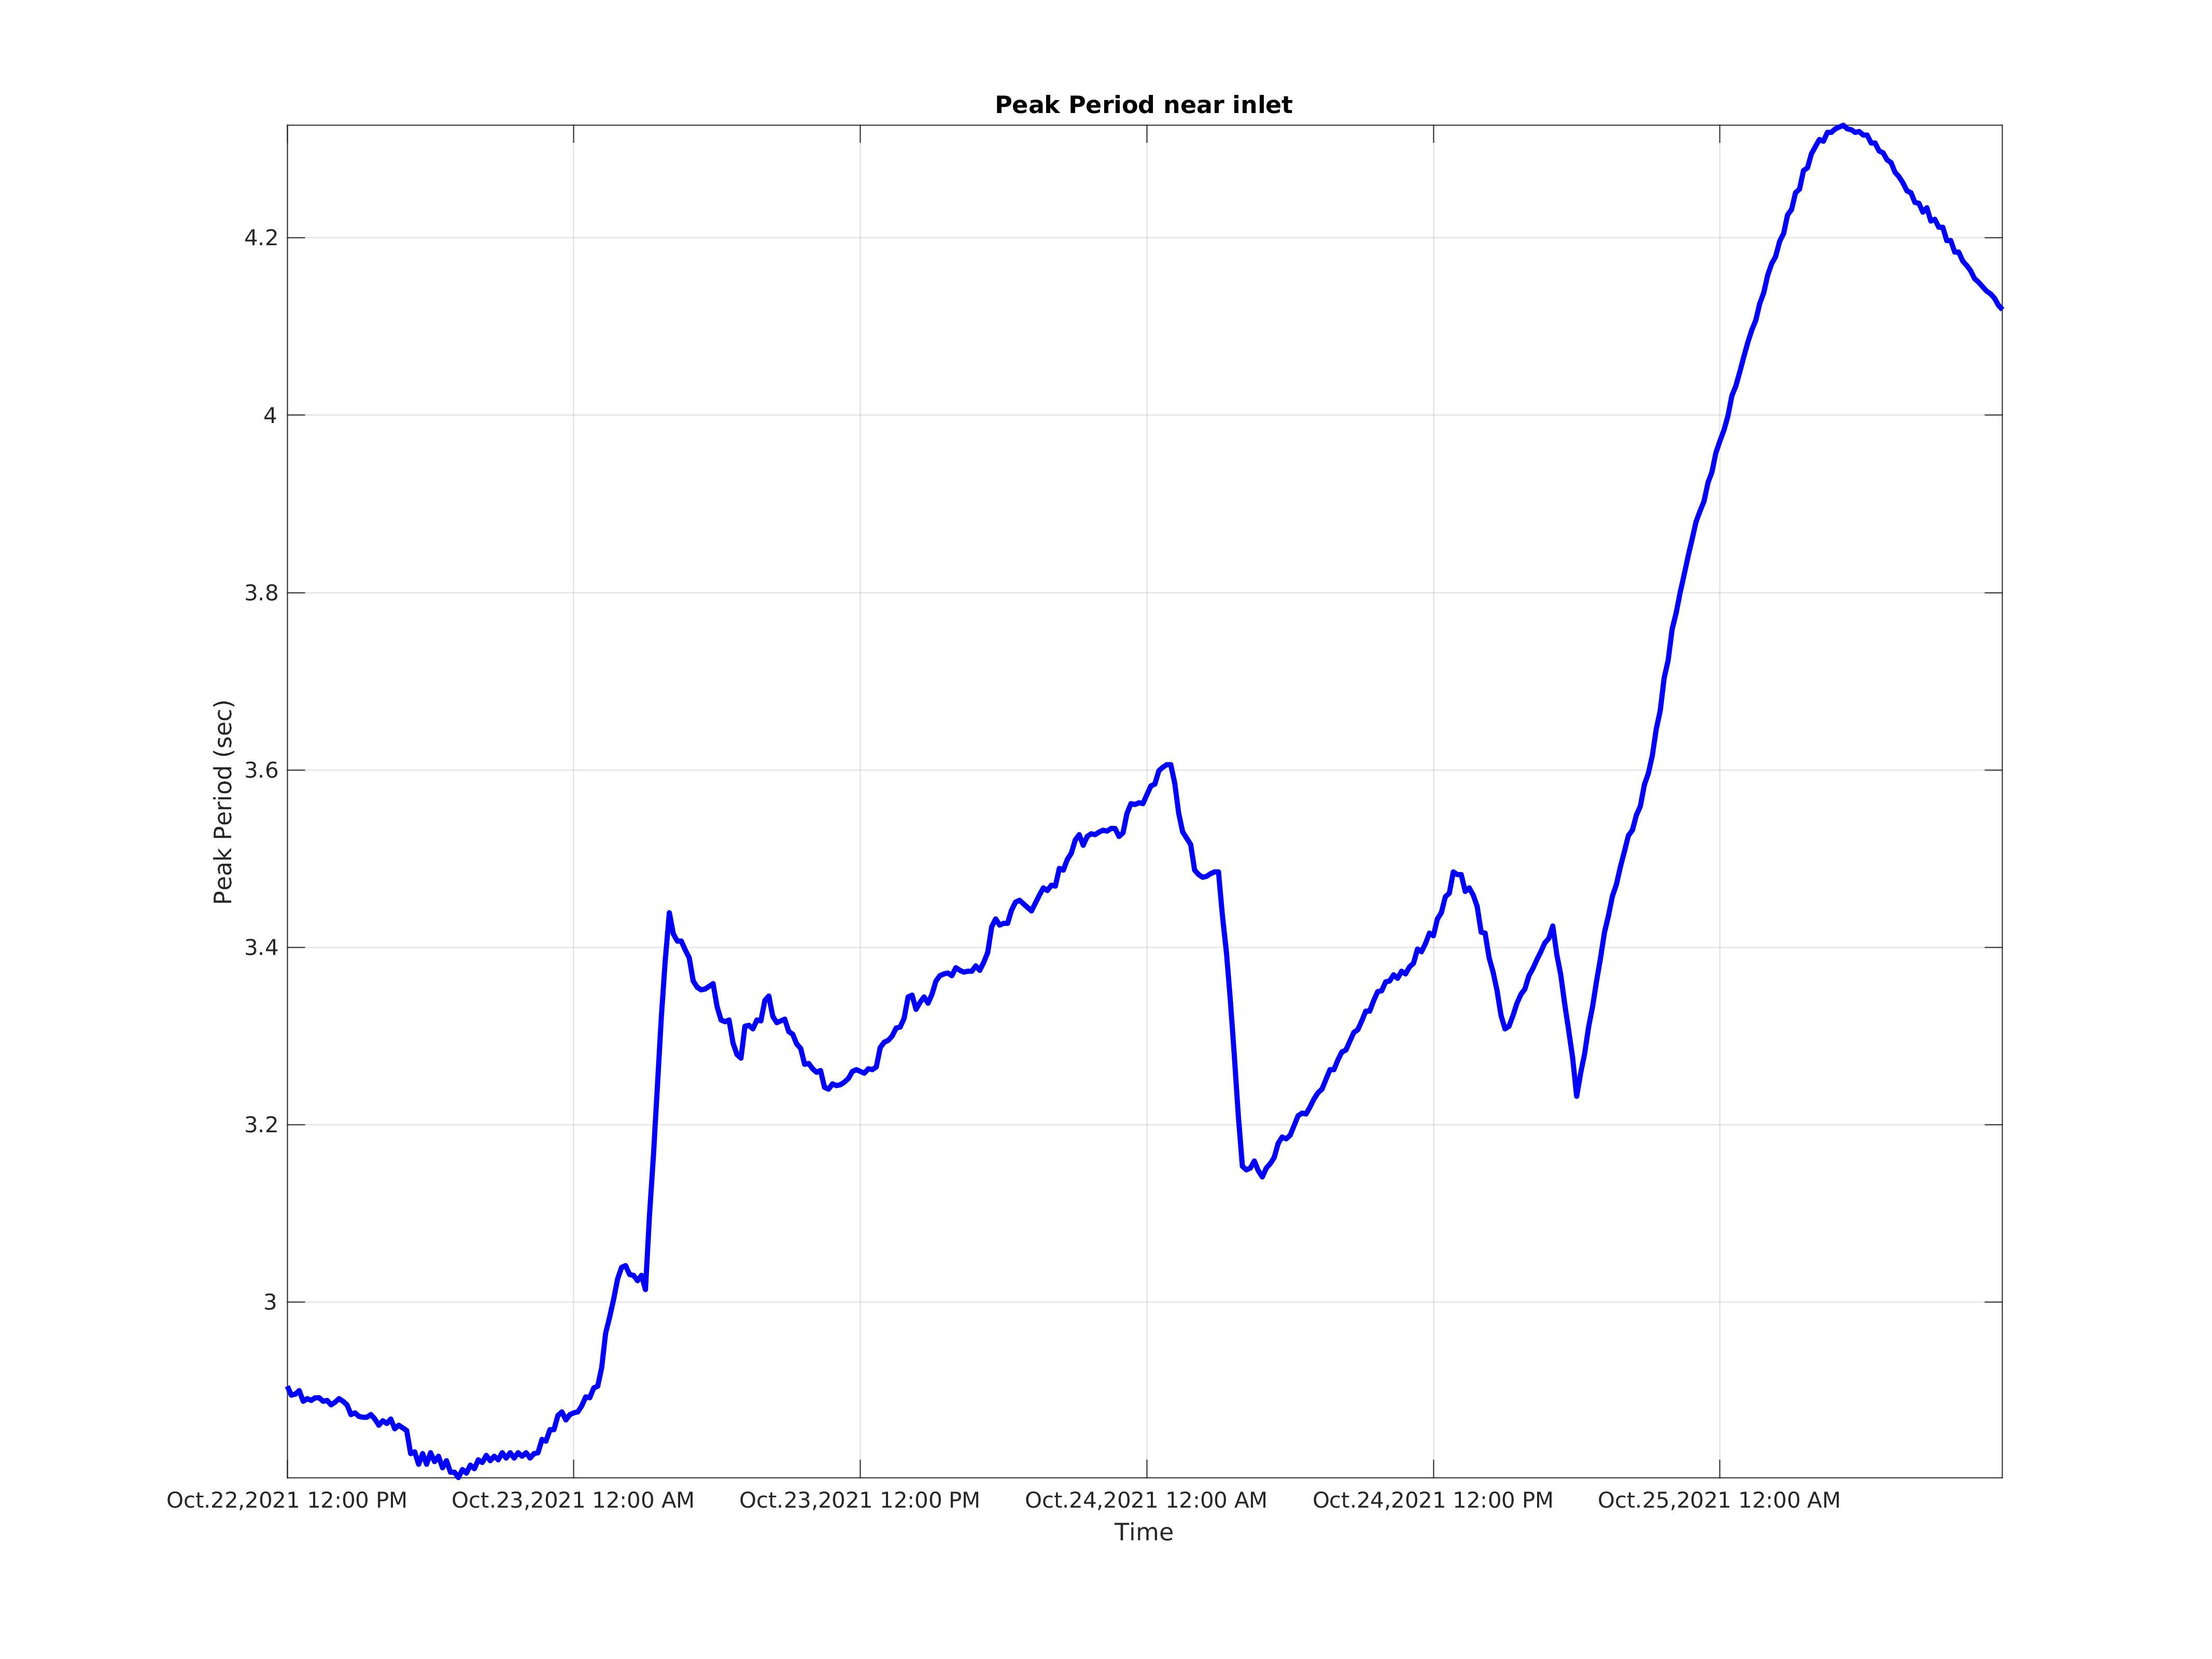 Peak Period near inlet
4.2
4
3.8
3.6
3.4
3.2
3
Peak Period (sec)
Oct.22,2021 12:00 PM
Oct.23,2021 12:00 AM
Oct.23,2021 12:00 PM
Oct.24,2021 12:00 AM
Oct.24,2021 12:00 PM
Oct.25,2021 12:00 AM
Time